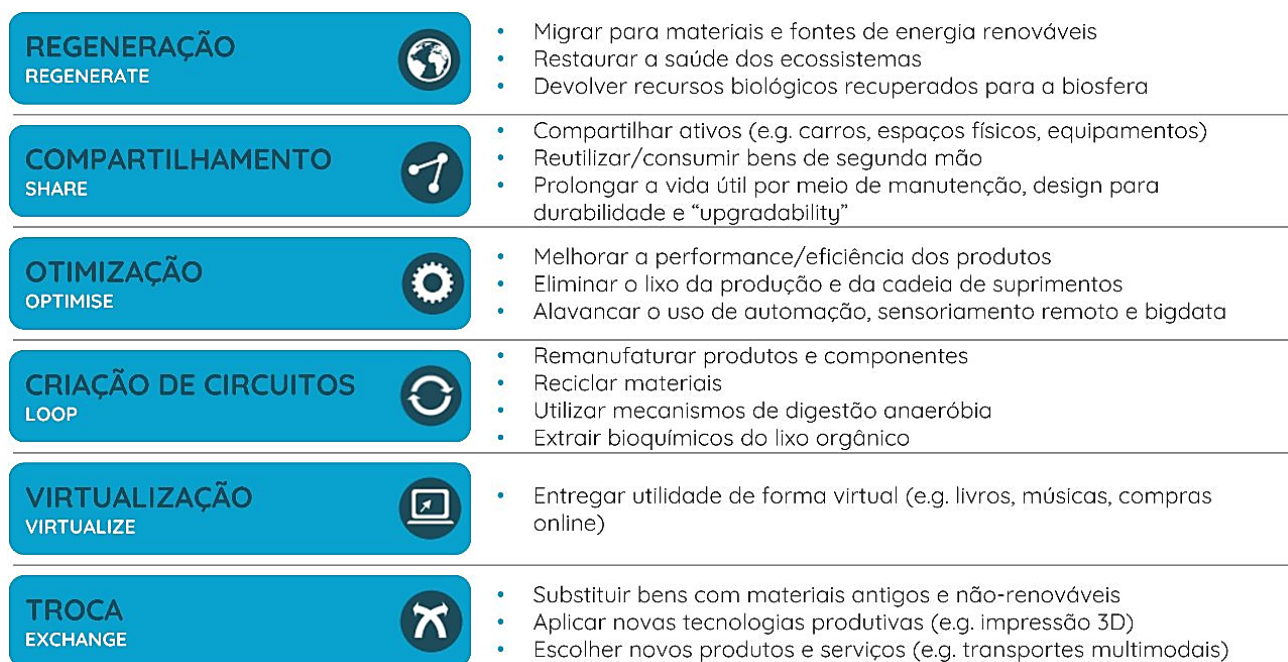 REGENERAÇÃO
REGENERATE
• Migrar para materiais e fontes de energia renováveis
• Restaurar a saúde dos ecossistemas
• Devolver recursos biológicos recuperados para a biosfera
COMPARTILHAMENTO
SHARE
• Compartilhar ativos (e.g. carros, espaços físicos, equipamentos)
• Reutilizar/consumir bens de segunda mão
• Prolongar a vida útil por meio de manutenção, design para
durabilidade e “upgradability”
OTIMIZAÇÃO
OPTIMISE
• Melhorar a performance/eficiência dos produtos
• Eliminar o lixo da produção e da cadeia de suprimentos
• Alavancar o uso de automação, sensoriamento remoto e bigdata
CRIAÇÃO DE CIRCUITOS
LOOP
• Remanufaturar produtos e componentes
• Reciclar materiais
• Utilizar mecanismos de digestão anaeróbia
• Extrair bioquímicos do lixo orgânico
VIRTUALIZAÇÃO
VIRTUALIZE
• Entregar utilidade de forma virtual (e.g. livros, músicas, compras
online)
TROCA
EXCHANGE
• Substituir bens com materiais antigos e não-renováveis
• Aplicar novas tecnologias produtivas (e.g. impressão 3D)
• Escolher novos produtos e serviços (e.g. transportes multimodais)